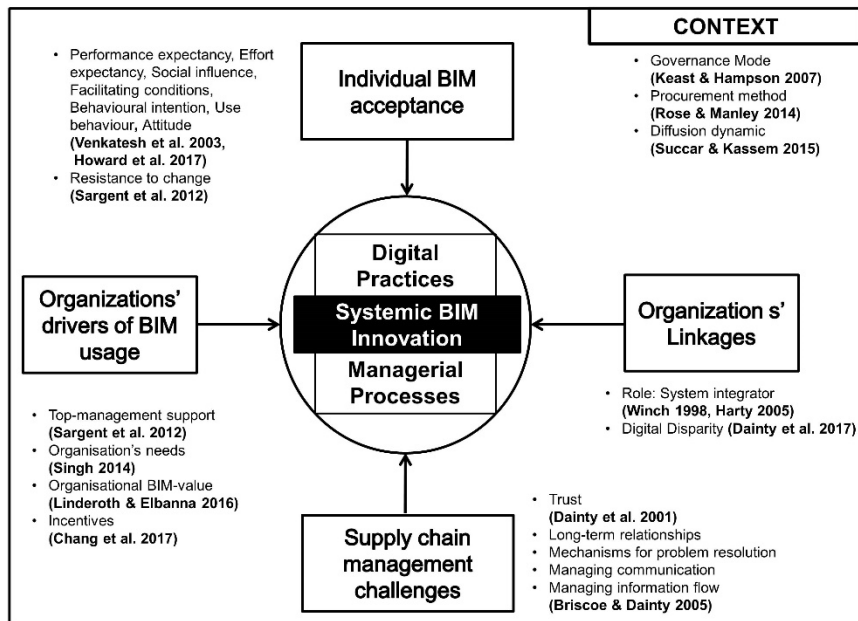 CONTEXT
• Performance expectancy, Effort
expectancy, Social influence,
Facilitating conditions,
Behavioural intention, Use
behaviour, Attitude
(Venkatesh et al. 2003,
Howard et al. 2017)
• Resistance to change
(Sargent et al. 2012)
Individual BIM
acceptance
• Governance Mode
(Keast & Hampson 2007)
• Procurement method
(Rose & Manley 2014)
• Diffusion dynamic
(Succar & Kassem 2015)
Organizations'
drivers of BIM
usage
Digital
Practices
Systemic BIM
Innovation
Managerial
Processes
Organization s'
Linkages
• Top-management support
(Sargent et al. 2012)
• Organisation's needs
(Singh 2014)
• Organisational BIM-value
(Linderoth & Elbanna 2016)
• Incentives
(Chang et al. 2017)
• Role: System integrator
(Winch 1998, Harty 2005)
• Digital Disparity (Dainty et al. 2017)
Supply chain
management
challenges
• Trust
(Dainty et al. 2001)
• Long-term relationships
• Mechanisms for problem resolution
• Managing communication
• Managing information flow
(Briscoe & Dainty 2005)